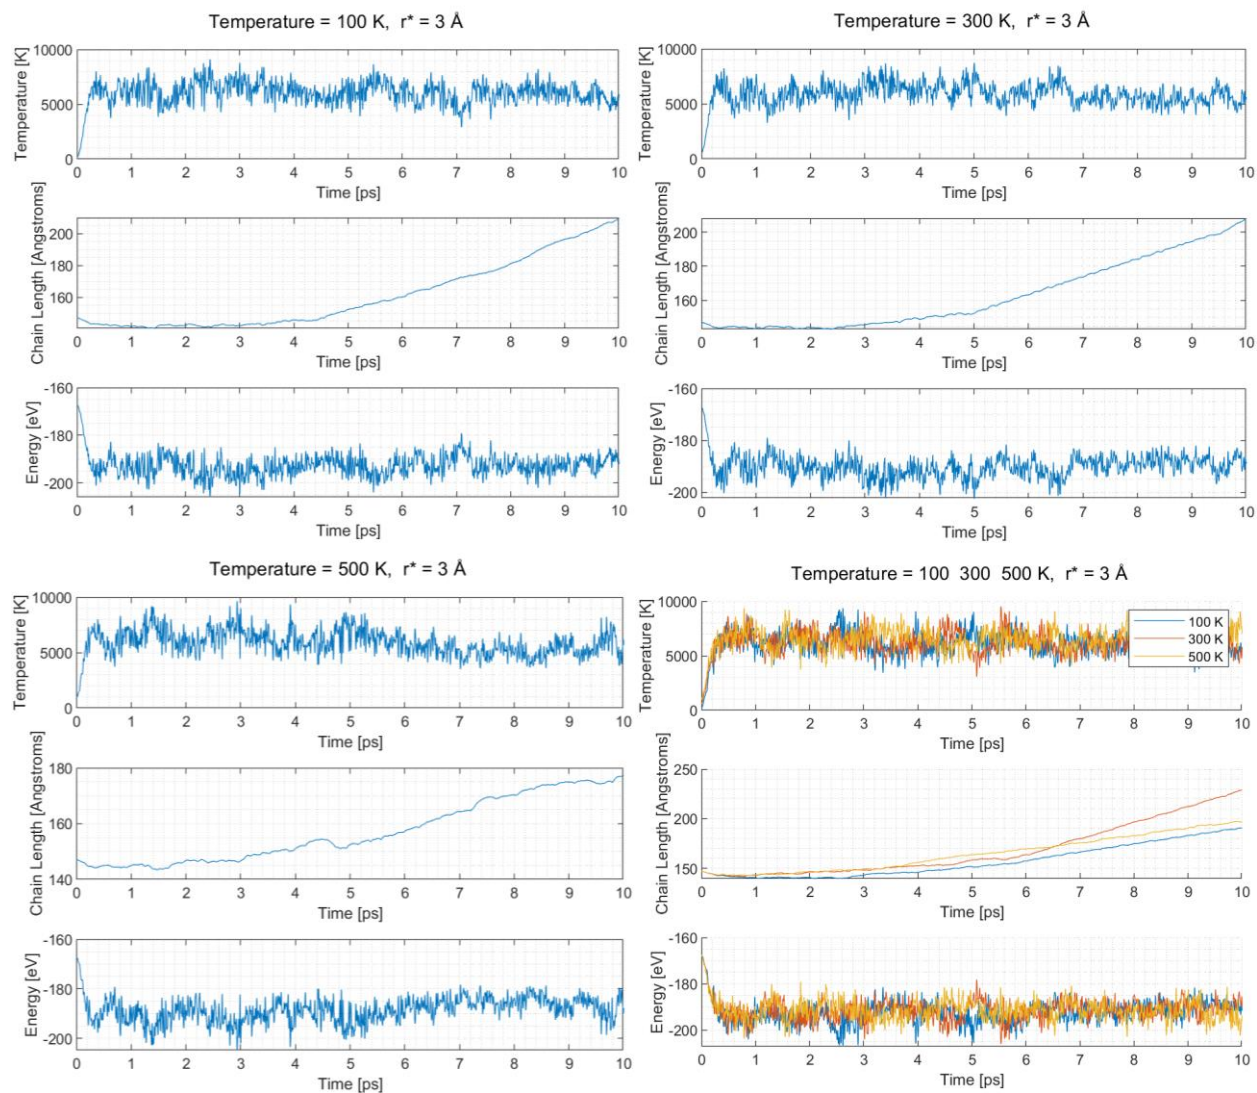 Temperature = 100 K,  r* = 3 Å
Temperature [K]
10000
5000
0
0 1 2 3 4 5 6 7 8 9 10
Time [ps]
Chain Length [Angstroms]
200
180
160
0 1 2 3 4 5 6 7 8 9 10
Time [ps]
Energy [eV]
-160
-180
-200
0 1 2 3 4 5 6 7 8 9 10
Time [ps]
Temperature = 300 K,  r* = 3 Å
Temperature [K]
10000
5000
0
0 1 2 3 4 5 6 7 8 9 10
Time [ps]
Chain Length [Angstroms]
200
180
160
0 1 2 3 4 5 6 7 8 9 10
Time [ps]
Energy [eV]
-160
-180
-200
0 1 2 3 4 5 6 7 8 9 10
Time [ps]
Temperature = 500 K,  r* = 3 Å
Temperature [K]
10000
5000
0
0 1 2 3 4 5 6 7 8 9 10
Time [ps]
Chain Length [Angstroms]
180
160
140
0 1 2 3 4 5 6 7 8 9 10
Time [ps]
Energy [eV]
-160
-180
-200
0 1 2 3 4 5 6 7 8 9 10
Time [ps]
Temperature = 100  300  500 K,  r* = 3 Å
Temperature [K]
10000
5000
0
100 K
300 K
500 K
0 1 2 3 4 5 6 7 8 9 10
Time [ps]
Chain Length [Angstroms]
250
200
150
0 1 2 3 4 5 6 7 8 9 10
Time [ps]
Energy [eV]
-160
-180
-200
0 1 2 3 4 5 6 7 8 9 10
Time [ps]